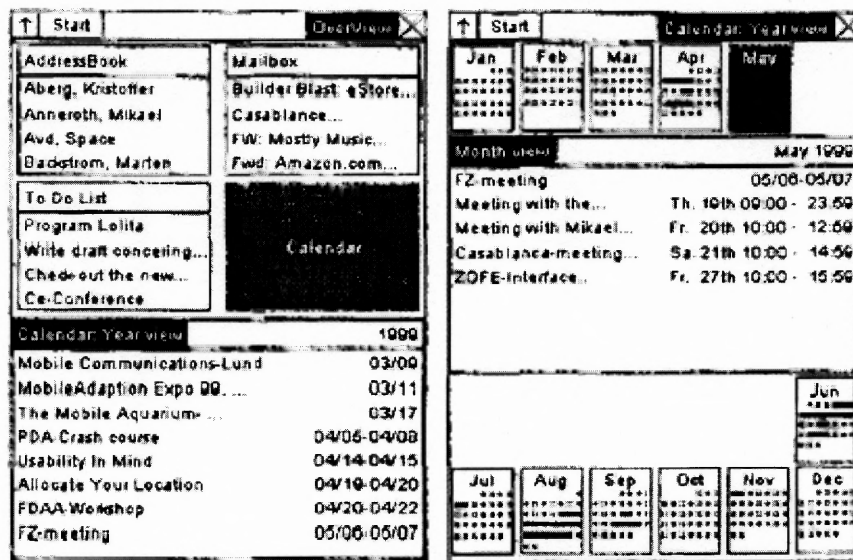 ↑ Start Overview X
AddressBook
Aberg, Kristoffer
Anneroth, Mikael
Avd, Space
Backstrom, Marten
Mailbox
Builder Blast: eStore...
Casablance...
FW: Mostly Music...
Fwd: Amazon.com...
To Do List
Program Lolita
Write draft concering...
Check out the new...
Ce-Conference
Calendar
Calendar: Year view 1999
Mobile Communications-Lund 03/09
MobileAdaption Expo 99, ... 03/11
The Mobile Aquarium- ... 03/17
PDA Crash course 04/05-04/08
Usability In Mind 04/14-04/15
Allocate Your Location 04/19-04/20
FDAA-Workshop 04/20-04/22
FZ-meeting 05/06-05/07
↑ Start Calendar: Year view X
Jan Feb Mar Apr May
Month view May 1999
FZ-meeting 05/06-05/07
Meeting with the... Th. 19th 09:00 - 23:59
Meeting with Mikael... Fr. 20th 10:00 - 12:59
Casablanca-meeting... Sa. 21th 10:00 - 14:59
ZOFE-Interface... Fr. 27th 10:00 - 15:59
Jun
Jul Aug Sep Oct Nov Dec